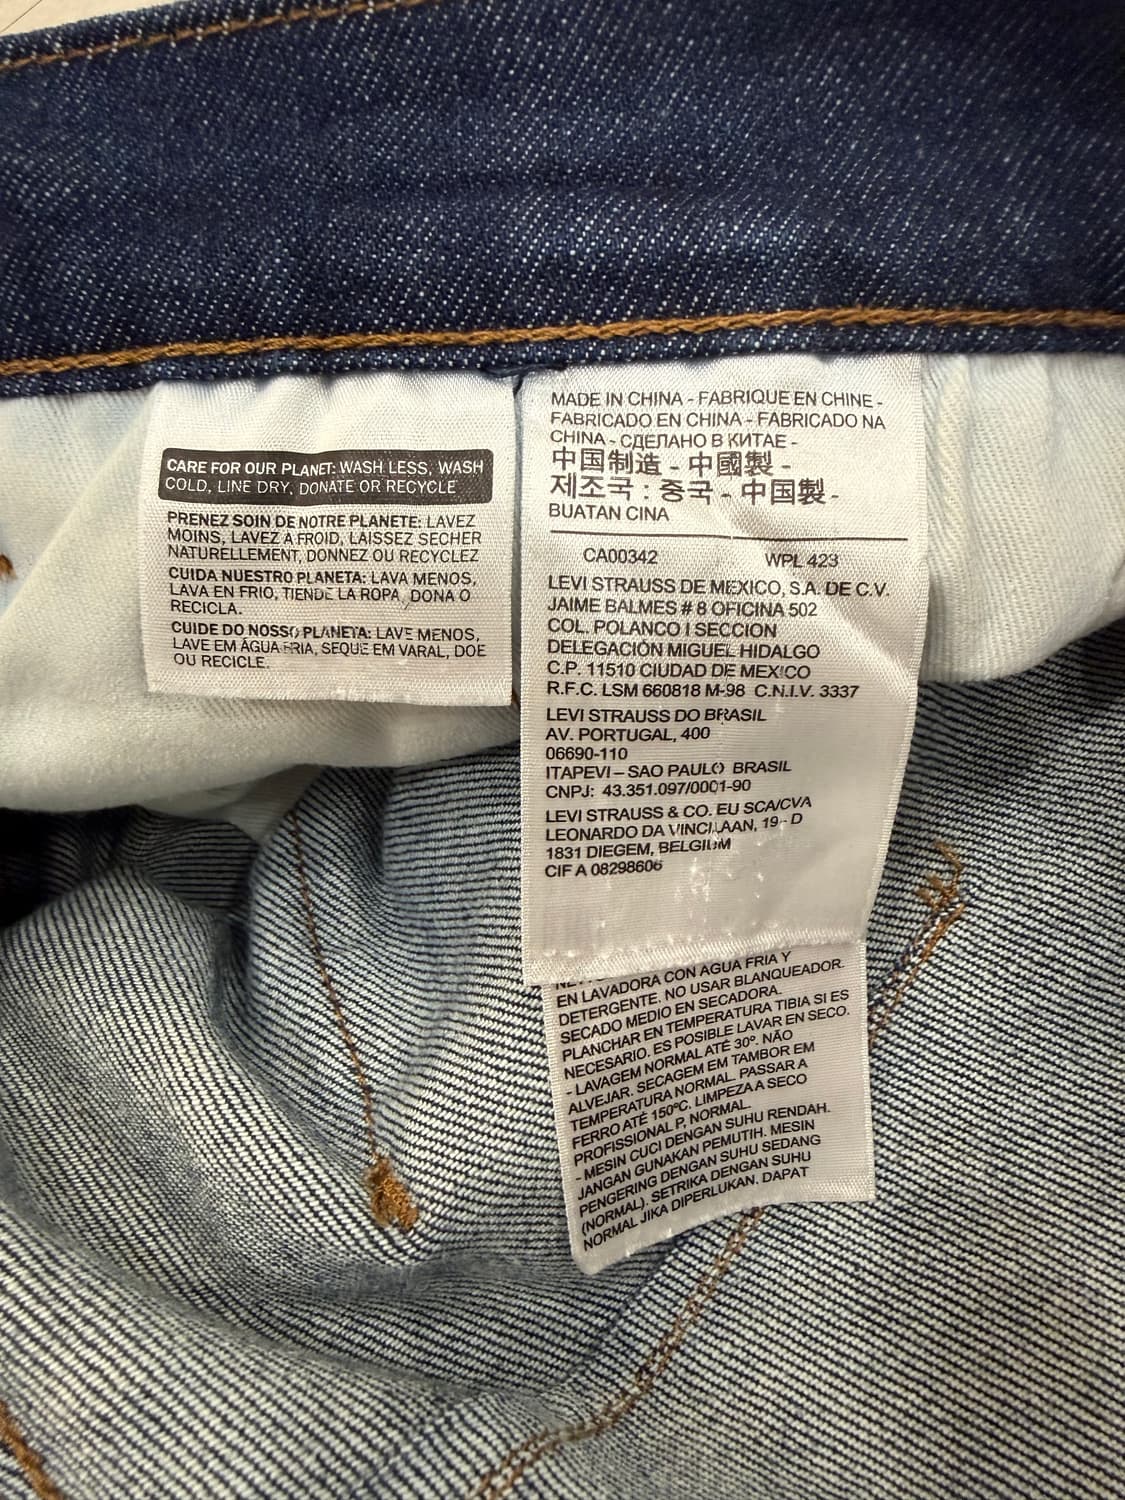 CARE FOR OUR PLANET: WASH LESS, WASH
COLD, LINE DRY, DONATE OR RECYCLE
PRENEZ SOIN DE NOTRE PLANETE: LAVEZ
MOINS, LAVEZ A FROID, LAISSEZ SECHER
NATURELLEMENT, DONNEZ OU RECYCLEZ
CUIDA NUESTRO PLANETA: LAVA MENOS,
LAVA EN FRIO, TIENDE LA ROPA, DONA O
RECICLA.
CUIDE DO NOSSO PLANETA: LAVE MENOS,
LAVE EM ÁGUA FRIA, SEQUE EM VARAL, DOE
OU RECICLE.
MADE IN CHINA - FABRIQUE EN CHINE -
FABRICADO EN CHINA - FABRICADO NA
CHINA - СДЕЛАНО В КИТАЕ -
中国制造 - 中國製 -
제조국 : 중국 - 中国製 -
BUATAN CINA
CA00342 WPL 423
LEVI STRAUSS DE MEXICO, S.A. DE C.V.
JAIME BALMES # 8 OFICINA 502
COL. POLANCO I SECCION
DELEGACIÓN MIGUEL HIDALGO
C.P. 11510 CIUDAD DE MEXICO
R.F.C. LSM 660818 M-98 C.N.I.V. 3337
LEVI STRAUSS DO BRASIL
AV. PORTUGAL, 400
06690-110
ITAPEVI – SAO PAULO BRASIL
CNPJ: 43.351.097/0001-90
LEVI STRAUSS & CO. EU SCA/CVA
LEONARDO DA VINCILAAN, 19 - D
1831 DIEGEM, BELGIUM
CIF A 08298606
EN LAVADORA CON AGUA FRIA Y
DETERGENTE. NO USAR BLANQUEADOR.
SECADO MEDIO EN SECADORA.
PLANCHAR EN TEMPERATURA TIBIA SI ES
NECESARIO. ES POSIBLE LAVAR EN SECO.
- LAVAGEM NORMAL ATÉ 30º. NÃO
ALVEJAR. SECAGEM EM TAMBOR EM
TEMPERATURA NORMAL. PASSAR A
FERRO ATÉ 150ºC. LIMPEZA A SECO
PROFISSIONAL P, NORMAL.
- MESIN CUCI DENGAN SUHU RENDAH.
JANGAN GUNAKAN PEMUTIH. MESIN
PENGERING DENGAN SUHU SEDANG
(NORMAL). SETRIKA DENGAN SUHU
NORMAL JIKA DIPERLUKAN. DAPAT